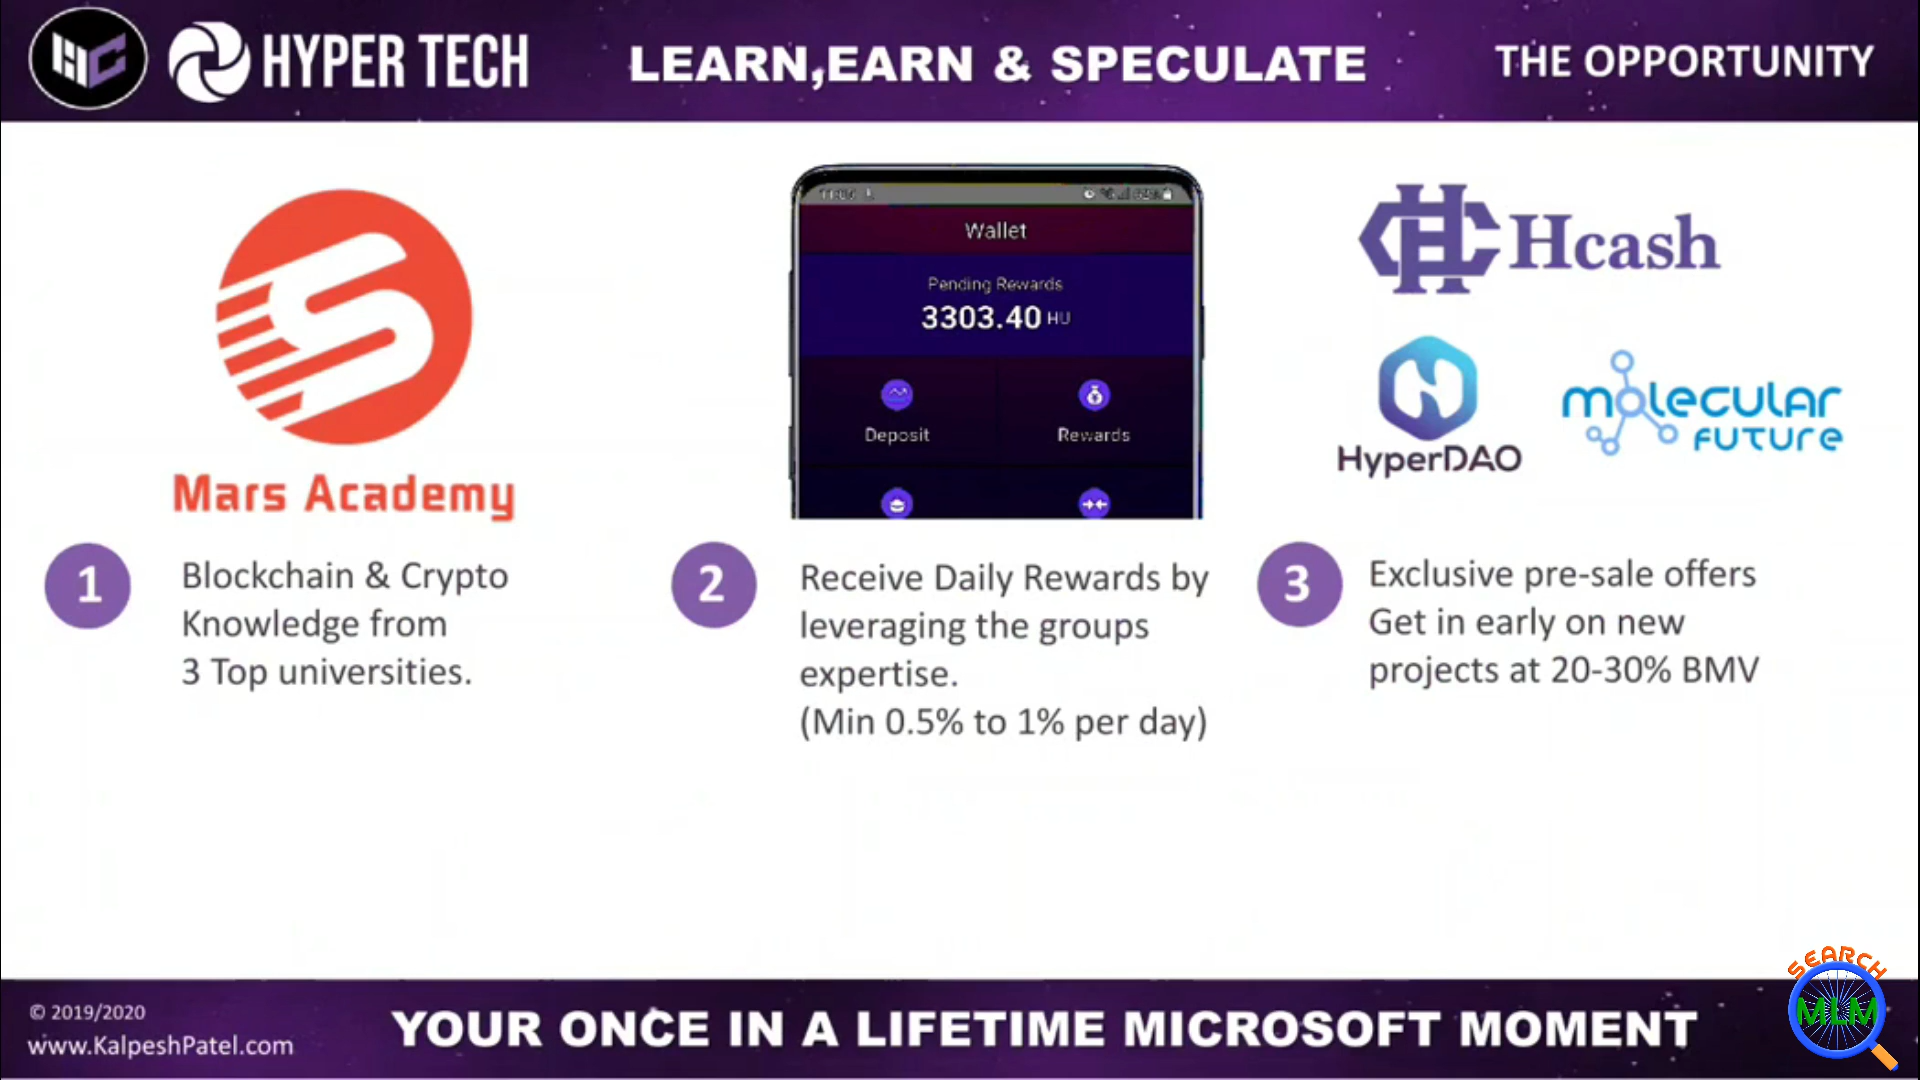 HC HYPER TECH
LEARN,EARN & SPECULATE
THE OPPORTUNITY
Mars Academy
Wallet
Pending Rewards
3303.40 HU
Deposit
Rewards
Hcash
HyperDAO
molecular
future
1
Blockchain & Crypto
Knowledge from
3 Top universities.
2
Receive Daily Rewards by
leveraging the groups
expertise.
(Min 0.5% to 1% per day)
3
Exclusive pre-sale offers
Get in early on new
projects at 20-30% BMV
© 2019/2020
www.KalpeshPatel.com
YOUR ONCE IN A LIFETIME MICROSOFT MOMENT
SEARCH
MLM